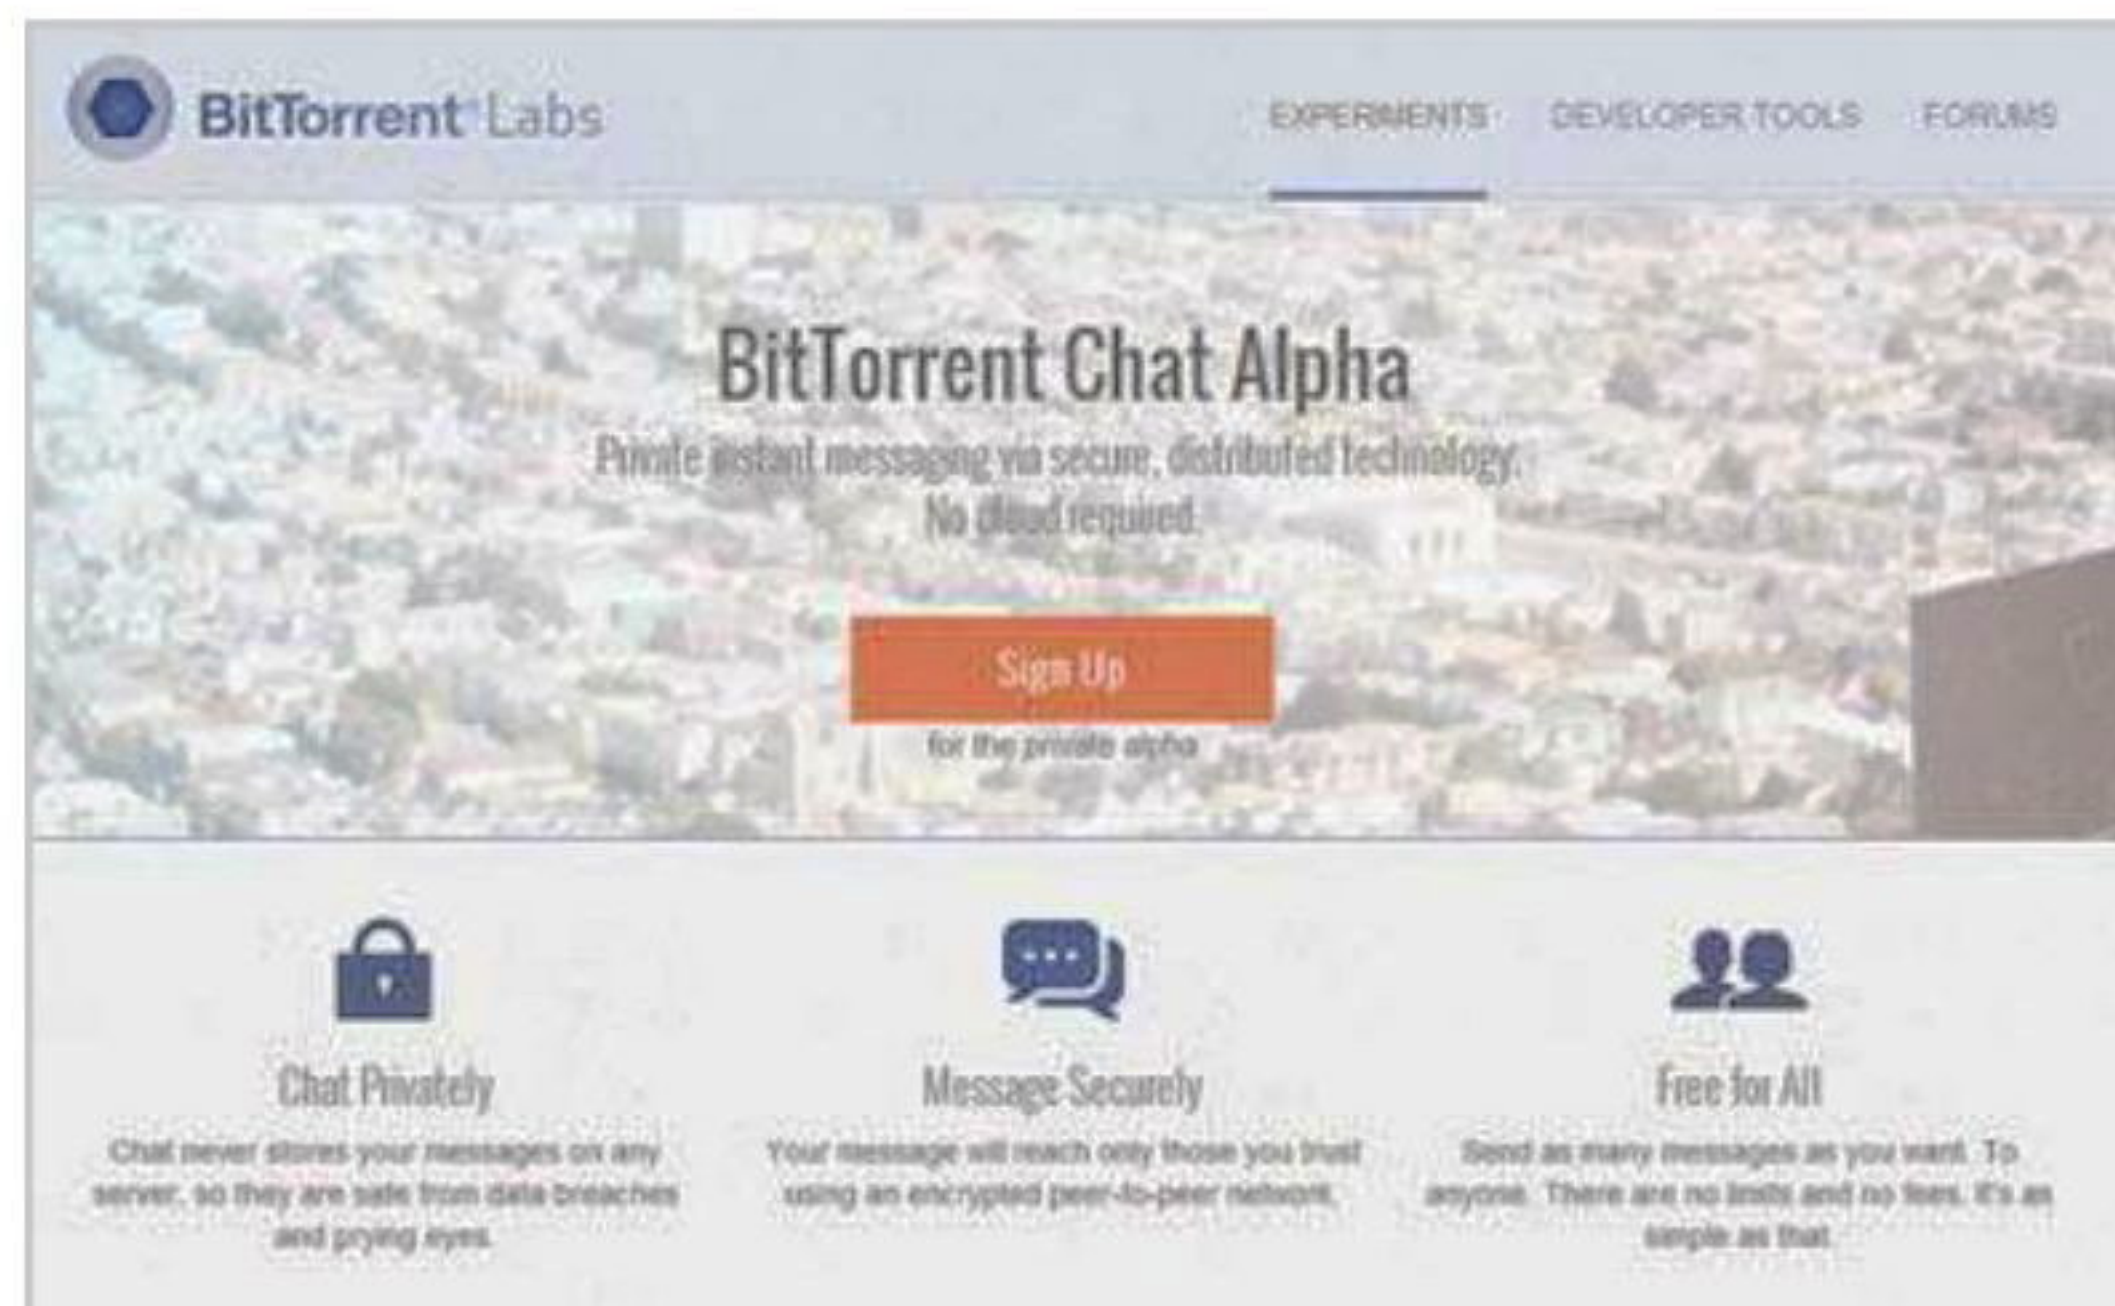 BitTorrent Labs
EXPERIMENTS DEVELOPER TOOLS FORUMS
BitTorrent Chat Alpha
Private instant messaging via secure, distributed technology.
No cloud required.
Sign Up
for the private alpha
Chat Privately
Chat never stores your messages on any
server, so they are safe from data breaches
and prying eyes.
Message Securely
Your message will reach only those you trust
using an encrypted peer-to-peer network.
Free for All
Send as many messages as you want. To
anyone. There are no limits and no fees. It's as
simple as that.